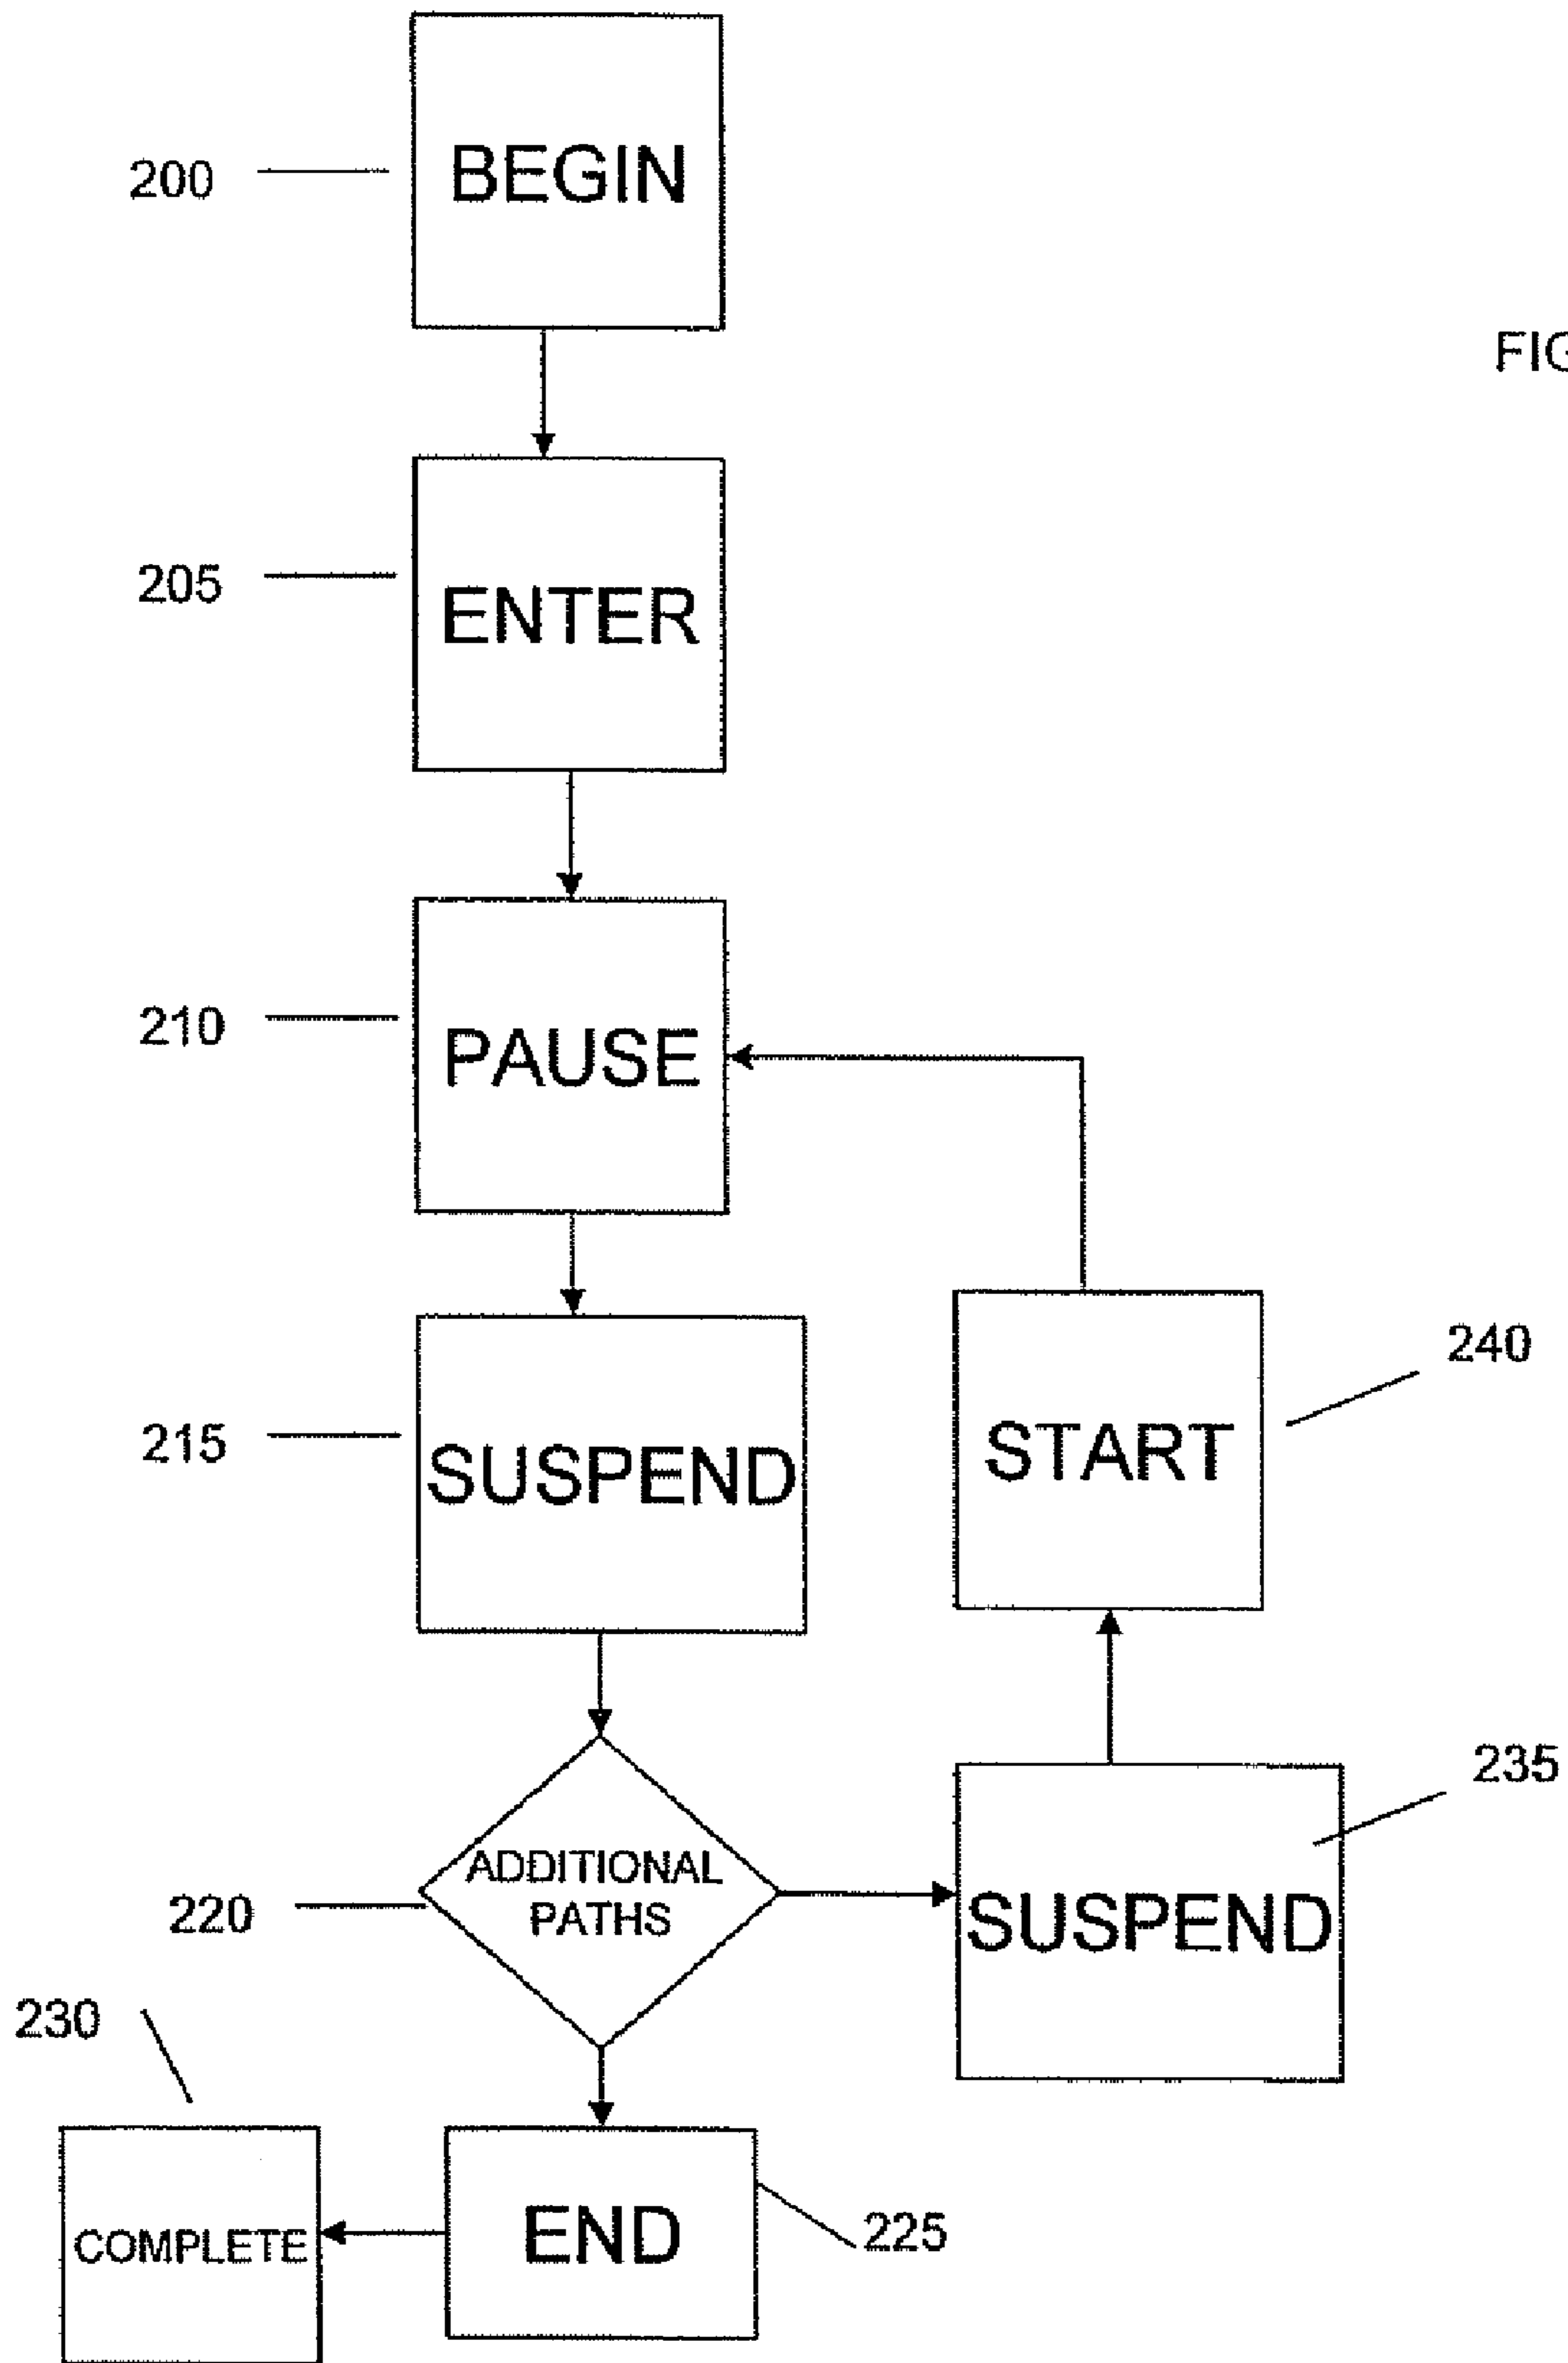 BEGIN
200
FIG
ENTER
205
PAUSE
210
SUSPEND
215
START
240
ADDITIONAL
PATHS
220
SUSPEND
235
230
COMPLETE
END
225